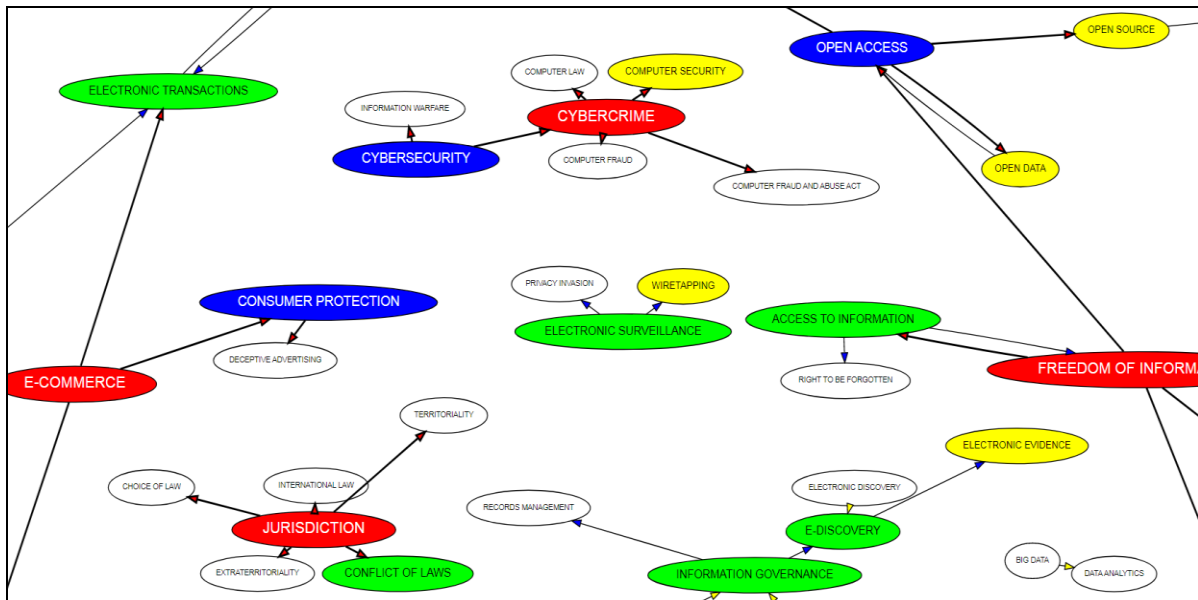 OPEN SOURCE
OPEN ACCESS
COMPUTER LAW
COMPUTER SECURITY
ELECTRONIC TRANSACTIONS
INFORMATION WARFARE
CYBERCRIME
CYBERSECURITY
COMPUTER FRAUD
OPEN DATA
COMPUTER FRAUD AND ABUSE ACT
PRIVACY INVASION
WIRETAPPING
CONSUMER PROTECTION
ACCESS TO INFORMATION
ELECTRONIC SURVEILLANCE
DECEPTIVE ADVERTISING
FREEDOM OF INFORMA
E-COMMERCE
RIGHT TO BE FORGOTTEN
TERRITORIALITY
ELECTRONIC EVIDENCE
CHOICE OF LAW
INTERNATIONAL LAW
ELECTRONIC DISCOVERY
RECORDS MANAGEMENT
JURISDICTION
E-DISCOVERY
BIG DATA
EXTRATERRITORIALITY
CONFLICT OF LAWS
INFORMATION GOVERNANCE
DATA ANALYTICS